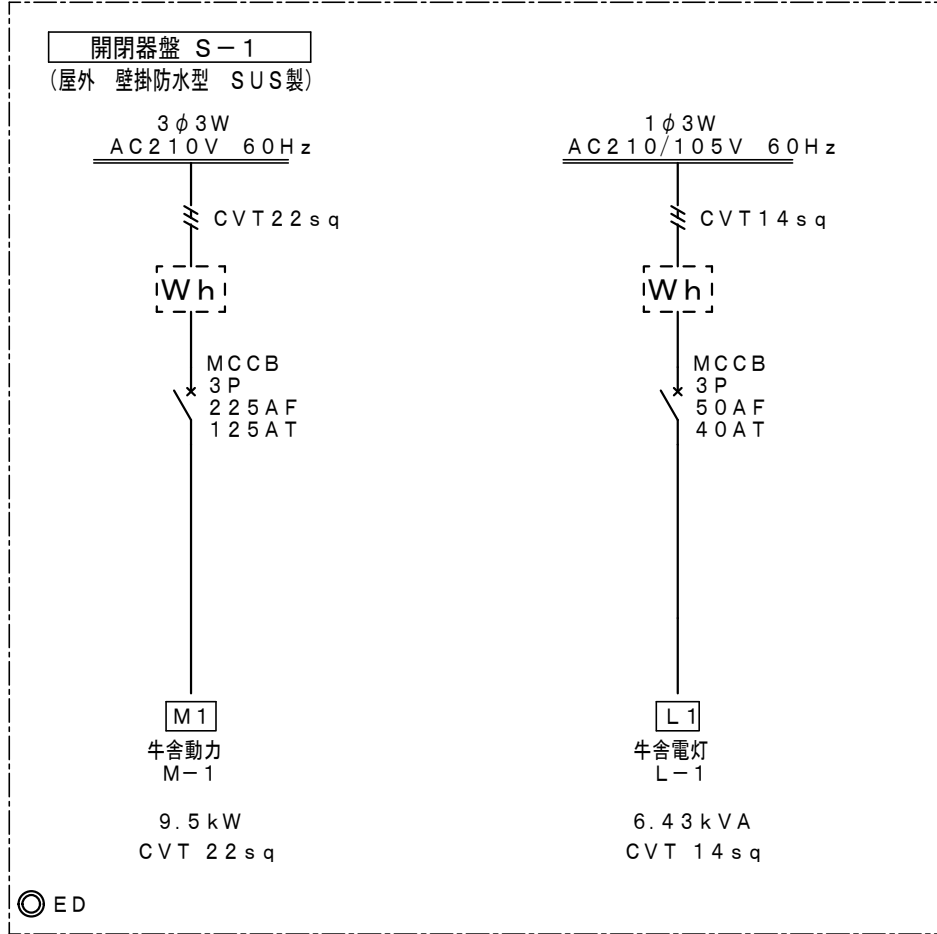 開閉器盤 S－1
(屋外 壁掛防水型 SUS製)
3φ3W
AC210V 60Hz
CVT22sq
Wh
MCCB
3P
225AF
125AT
M1
牛舎動力
M－1
9.5kW
CVT 22sq
1φ3W
AC210/105V 60Hz
CVT14sq
Wh
MCCB
3P
50AF
40AT
L1
牛舎電灯
L－1
6.43kVA
CVT 14sq
ED